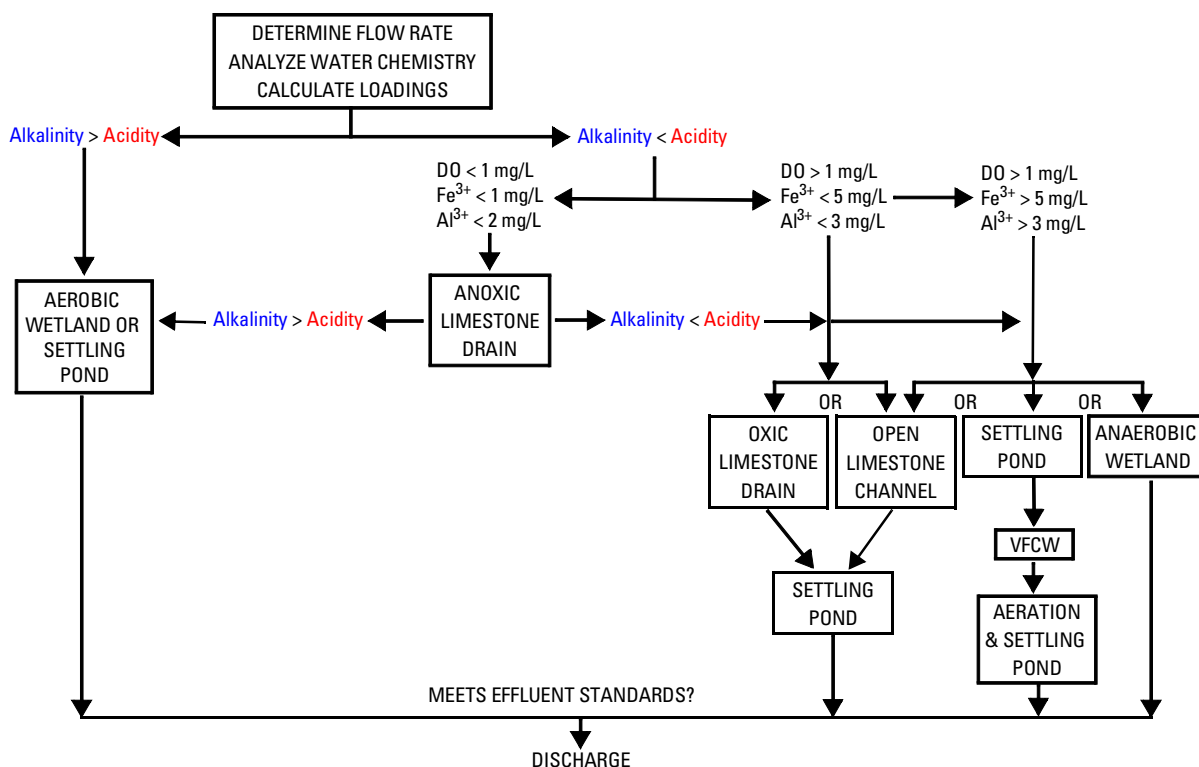 DETERMINE FLOW RATE
ANALYZE WATER CHEMISTRY
CALCULATE LOADINGS
Alkalinity > Acidity
Alkalinity < Acidity
DO < 1 mg/L
Fe³⁺ < 1 mg/L
Al³⁺ < 2 mg/L
DO > 1 mg/L
Fe³⁺ < 5 mg/L
Al³⁺ < 3 mg/L
DO > 1 mg/L
Fe³⁺ > 5 mg/L
Al³⁺ > 3 mg/L
AEROBIC
WETLAND OR
SETTLING
POND
Alkalinity > Acidity
ANOXIC
LIMESTONE
DRAIN
Alkalinity < Acidity
OR
OR
OR
OXIC
LIMESTONE
DRAIN
OPEN
LIMESTONE
CHANNEL
SETTLING
POND
ANAEROBIC
WETLAND
VFCW
SETTLING
POND
AERATION
& SETTLING
POND
MEETS EFFLUENT STANDARDS?
DISCHARGE